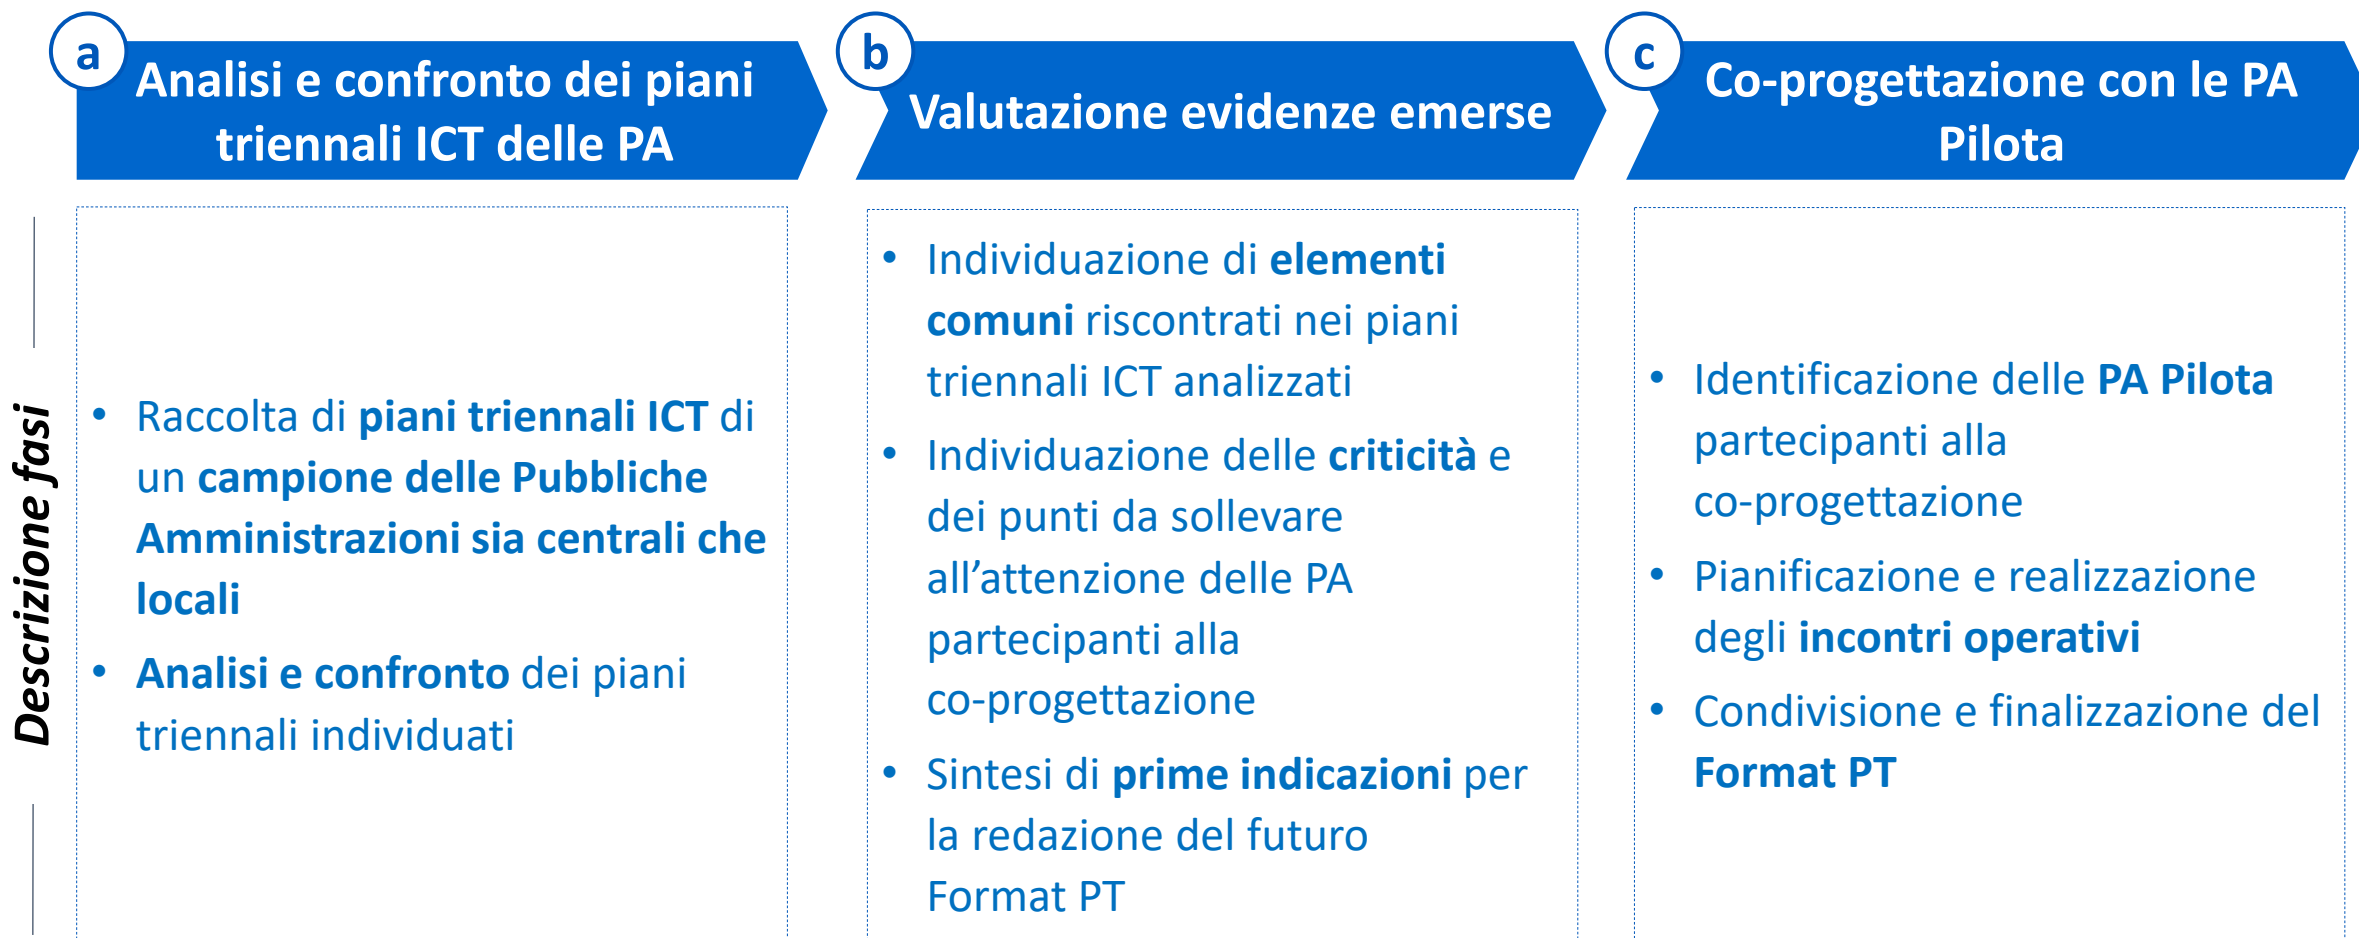 a
Analisi e confronto dei piani
triennali ICT delle PA
b
Valutazione evidenze emerse
c
Co-progettazione con le PA
Pilota
Descrizione fasi
• Raccolta di piani triennali ICT di
un campione delle Pubbliche
Amministrazioni sia centrali che
locali
• Analisi e confronto dei piani
triennali individuati
• Individuazione di elementi
comuni riscontrati nei piani
triennali ICT analizzati
• Individuazione delle criticità e
dei punti da sollevare
all’attenzione delle PA
partecipanti alla
co-progettazione
• Sintesi di prime indicazioni per
la redazione del futuro
Format PT
• Identificazione delle PA Pilota
partecipanti alla
co-progettazione
• Pianificazione e realizzazione
degli incontri operativi
• Condivisione e finalizzazione del
Format PT